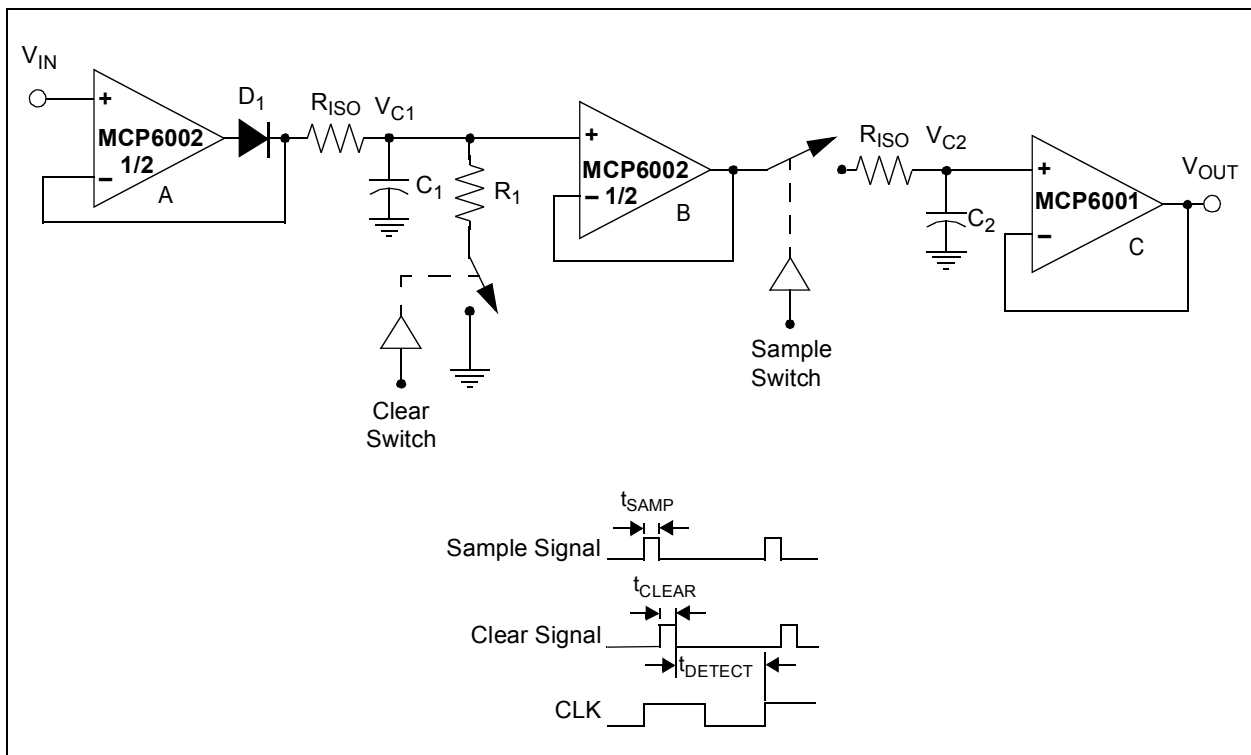 V_IN
+
MCP6002
1/2
−
A
D_1
R_ISO
V_C1
C_1
R_1
Clear
Switch
+
MCP6002
1/2
−
B
Sample
Switch
R_ISO
V_C2
C_2
+
MCP6001
−
C
V_OUT
t_SAMP
Sample Signal
t_CLEAR
Clear Signal
t_DETECT
CLK